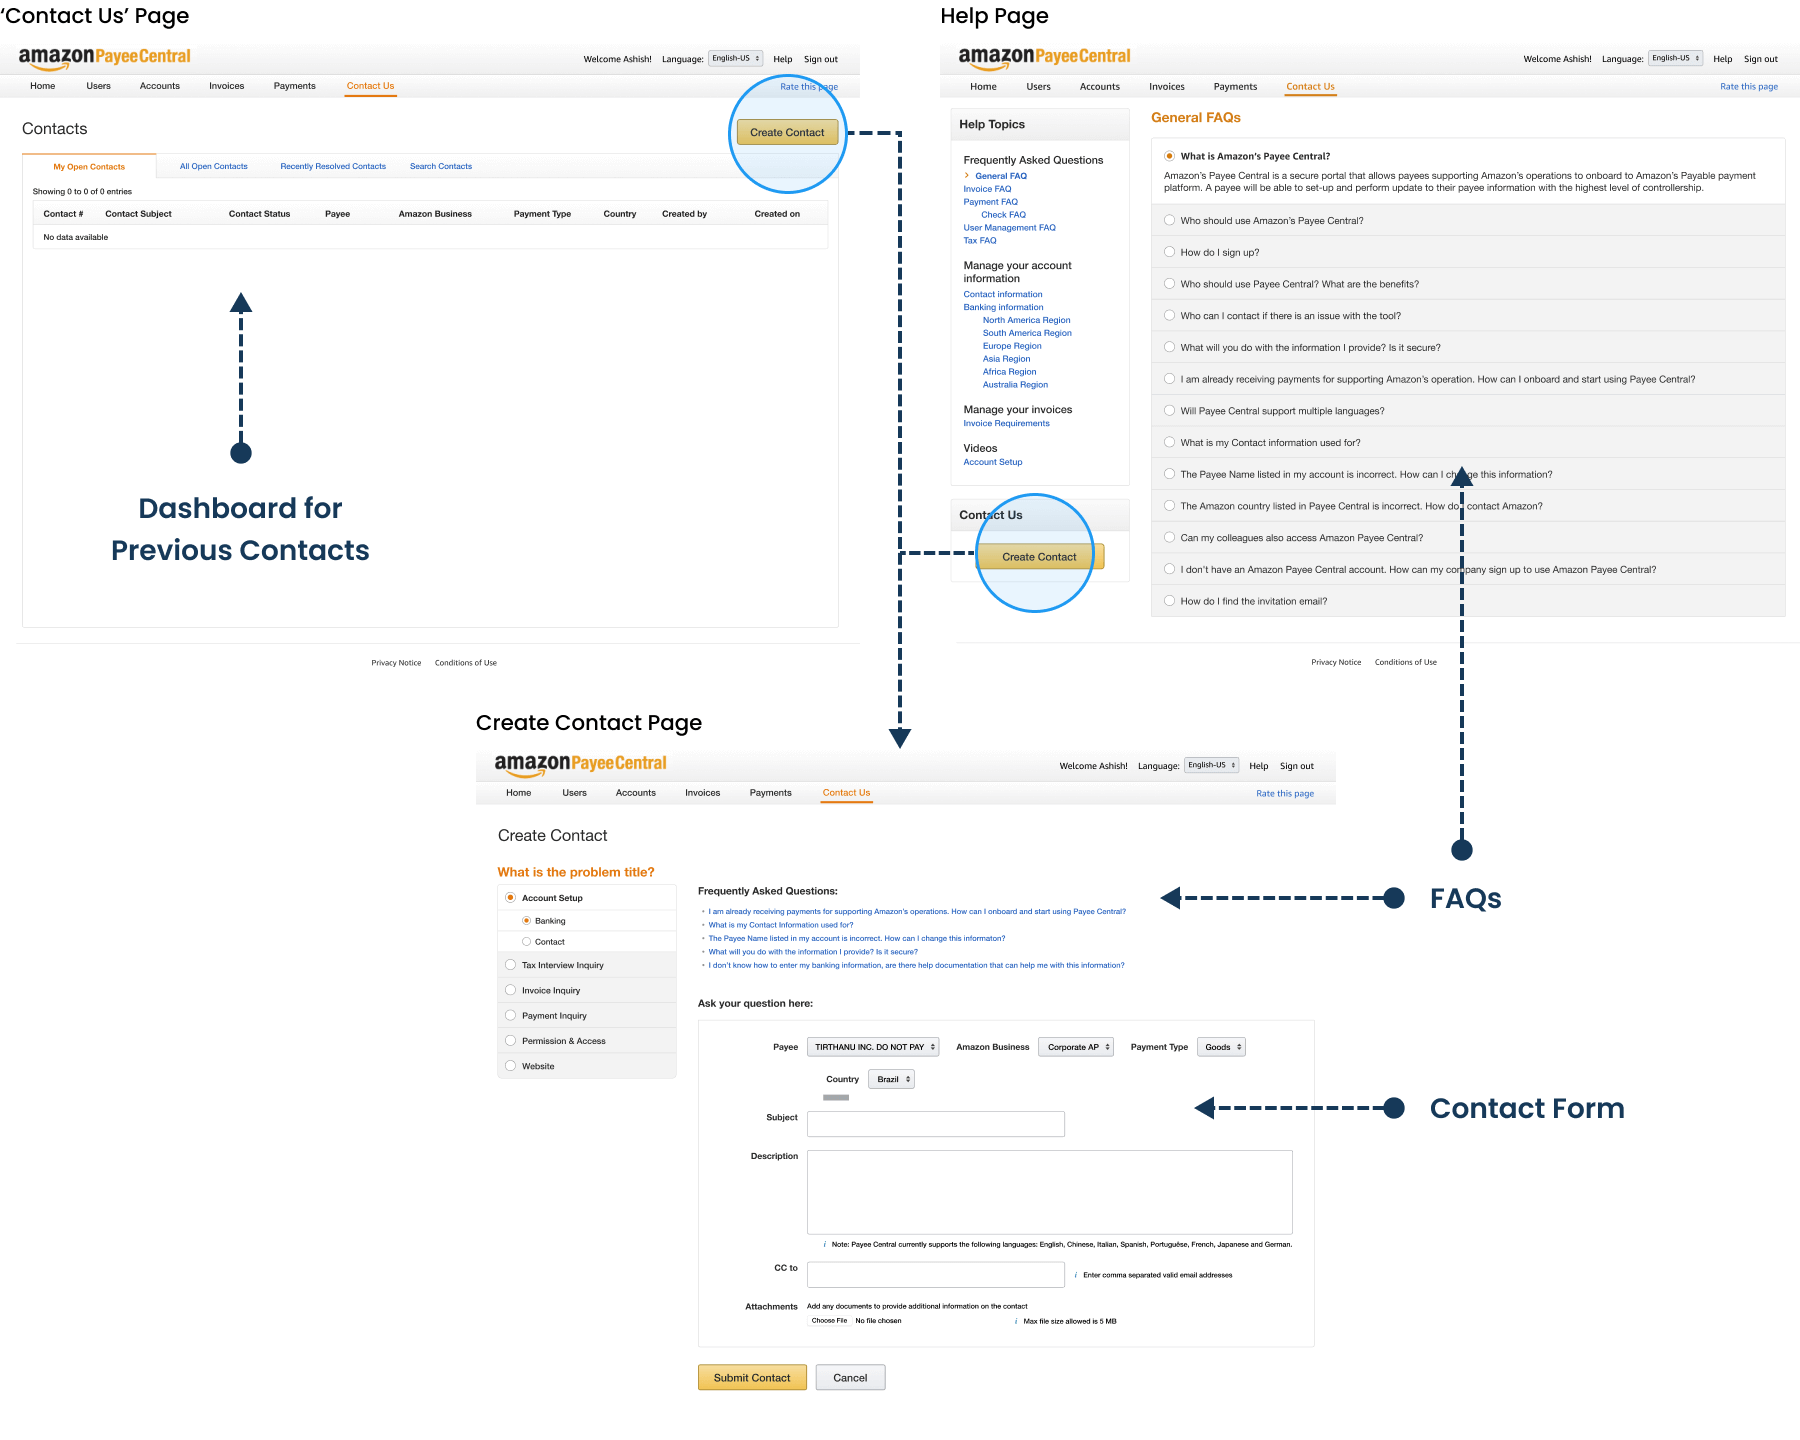 ‘Contact Us’ Page
amazon PayeeCentral
Welcome Ashish! Language: English-US Help Sign out
Home Users Accounts Invoices Payments Contact Us
Rate this page
Contacts
Create Contact
My Open Contacts All Open Contacts Recently Resolved Contacts Search Contacts
Showing 0 to 0 of 0 entries
Contact # Contact Subject Contact Status Payee Amazon Business Payment Type Country Created by Created on
No data available
Dashboard for
Previous Contacts
Privacy Notice Conditions of Use
Help Page
amazon PayeeCentral
Welcome Ashish! Language: English-US Help Sign out
Home Users Accounts Invoices Payments Contact Us
Rate this page
Help Topics
Frequently Asked Questions
General FAQ
Invoice FAQ
Payment FAQ
Check FAQ
User Management FAQ
Tax FAQ
Manage your account
information
Contact information
Banking information
North America Region
South America Region
Europe Region
Asia Region
Africa Region
Australia Region
Manage your invoices
Invoice Requirements
Videos
Account Setup
Contact Us
Create Contact
General FAQs
What is Amazon's Payee Central?
Amazon's Payee Central is a secure portal that allows payees supporting Amazon's operations to onboard to Amazon's Payable payment
platform. A payee will be able to set-up and perform update to their payee information with the highest level of controllership.
Who should use Amazon's Payee Central?
How do I sign up?
Who should use Payee Central? What are the benefits?
Who can I contact if there is an issue with the tool?
What will you do with the information I provide? Is it secure?
I am already receiving payments for supporting Amazon's operation. How can I onboard and start using Payee Central?
Will Payee Central support multiple languages?
What is my Contact information used for?
The Payee Name listed in my account is incorrect. How can I change this information?
The Amazon country listed in Payee Central is incorrect. How do I contact Amazon?
Can my colleagues also access Amazon Payee Central?
I don't have an Amazon Payee Central account. How can my company sign up to use Amazon Payee Central?
How do I find the invitation email?
Privacy Notice Conditions of Use
Create Contact Page
amazon PayeeCentral
Welcome Ashish! Language: English-US Help Sign out
Home Users Accounts Invoices Payments Contact Us
Rate this page
Create Contact
What is the problem title?
Account Setup
Banking
Contact
Tax Interview Inquiry
Invoice Inquiry
Payment Inquiry
Permission & Access
Website
Frequently Asked Questions:
I am already receiving payments for supporting Amazon's operations. How can I onboard and start using Payee Central?
What is my Contact Information used for?
The Payee Name listed in my account is incorrect. How can I change this informaton?
What will you do with the information I provide? Is it secure?
I don't know how to enter my banking information, are there help documentation that can help me with this information?
FAQs
Ask your question here:
Payee TIRTHANU INC. DO NOT PAY Amazon Business Corporate AP Payment Type Goods
Country Brazil
Subject
Description
i Note: Payee Central currently supports the following languages: English, Chinese, Italian, Spanish, Portuguêse, French, Japanese and German.
CC to
i Enter comma separated valid email addresses
Attachments Add any documents to provide additional information on the contact
Choose File No file chosen i Max file size allowed is 5 MB
Contact Form
Submit Contact Cancel